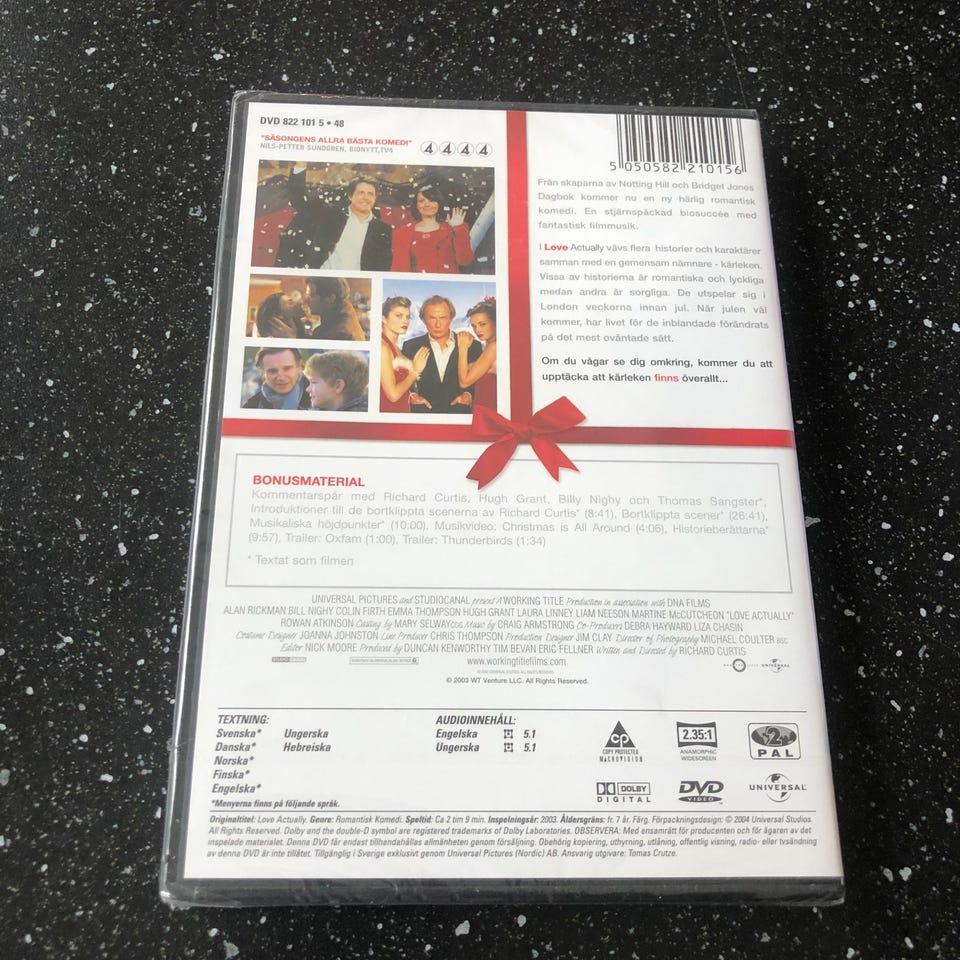 DVD 822 101 5 • 48
"SÄSONGENS ALLRA BÄSTA KOMEDI"
NILS-PETTER SUNDGREN, BIONYTT,TV4
4 4 4 4
5 050582 210156
Från skaparna av Notting Hill och Bridget Jones
Dagbok kommer nu en ny härlig romantisk
komedi. En stjärnspäckad biosuccée med
fantastisk filmmusik.
I Love Actually vävs flera historier och karaktärer
samman med en gemensam nämnare - kärleken.
Vissa av historierna är romantiska och lyckliga
medan andra är sorgliga. De utspelar sig i
London veckorna innan jul. När julen väl
kommer, har livet för de inblandade förändrats
på det mest oväntade sätt.
Om du vågar se dig omkring, kommer du att
upptäcka att kärleken finns överallt...
BONUSMATERIAL
Kommentarspår med Richard Curtis, Hugh Grant, Billy Nighy och Thomas Sangster*,
Introduktioner till de bortklippta scenerna av Richard Curtis* (8:41), Bortklippta scener* (26:41),
Musikaliska höjdpunkter* (10:00), Musikvideo: Christmas is All Around (4:06), Historieberättarna*
(9:57), Trailer: Oxfam (1:00), Trailer: Thunderbirds (1:34)
* Textat som filmen
UNIVERSAL PICTURES and STUDIOCANAL present A WORKING TITLE Production in association with DNA FILMS
ALAN RICKMAN BILL NIGHY COLIN FIRTH EMMA THOMPSON HUGH GRANT LAURA LINNEY LIAM NEESON MARTINE McCUTCHEON "LOVE ACTUALLY"
ROWAN ATKINSON Casting by MARY SELWAY CDG Music by CRAIG ARMSTRONG Co-Producers DEBRA HAYWARD LIZA CHASIN
Costume Designer JOANNA JOHNSTON Line Producer CHRIS THOMPSON Production Designer JIM CLAY Director of Photography MICHAEL COULTER BSC
Editor NICK MOORE Produced by DUNCAN KENWORTHY TIM BEVAN ERIC FELLNER Written and Directed by RICHARD CURTIS
www.workingtitlefilms.com
STUDIOCANAL
UNIVERSAL
© 2003 WT Venture LLC. All Rights Reserved.
TEXTNING:
Svenska* Ungerska
Danska* Hebreiska
Norska*
Finska*
Engelska*
*Menyerna finns på följande språk.
AUDIOINNEHÅLL:
Engelska 5.1
Ungerska 5.1
CP
COPY PROTECTED
MACROVISION
2.35:1
ANAMORPHIC
WIDESCREEN
2
PAL
DOLBY
DIGITAL
DVD
VIDEO
UNIVERSAL
Originaltitel: Love Actually. Genre: Romantisk Komedi. Speltid: Ca 2 tim 9 min. Inspelningsår: 2003. Åldersgräns: fr. 7 år. Färg. Förpackningsdesign: © 2004 Universal Studios.
All Rights Reserved. Dolby and the double-D symbol are registered trademarks of Dolby Laboratories. OBSERVERA: Med ensamrätt för producenten och för ägaren av det
inspelade materialet. Denna DVD får endast tillhandahållas allmänheten genom försäljning. Obehörig kopiering, uthyrning, utlåning, offentlig visning, radio- eller tvsändning
av denna DVD är inte tillåtet. Tillgänglig i Sverige exklusivt genom Universal Pictures (Nordic) AB. Ansvarig utgivare: Tomas Crutze.